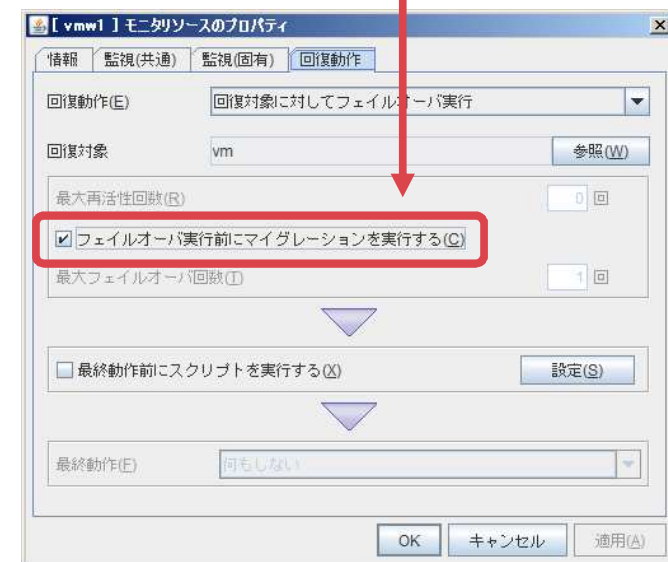 [ vmw1 ] モニタリソースのプロパティ
情報 監視(共通) 監視(固有) 回復動作
回復動作(E) 回復対象に対してフェイルオーバ実行
回復対象 vm 参照(W)
最大再活性回数(R) 0 回
フェイルオーバ実行前にマイグレーションを実行する(C)
最大フェイルオーバ回数(T) 1 回
最終動作前にスクリプトを実行する(X) 設定(S)
最終動作(F) 何もしない
OK キャンセル 適用(A)